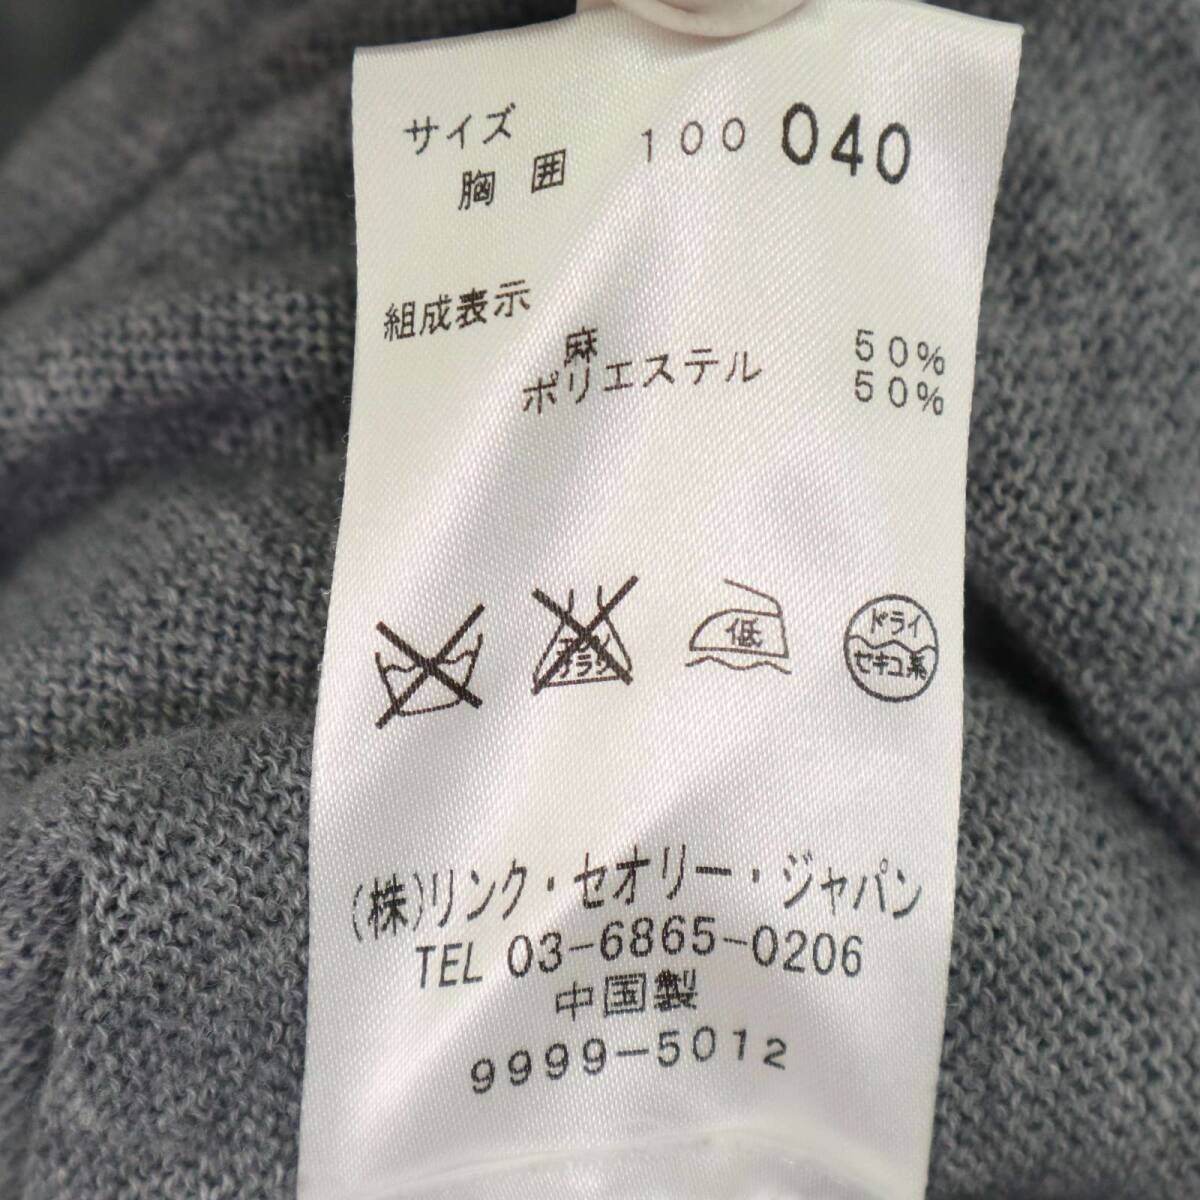 サイズ
胸囲 100 040
組成表示
麻 50%
ポリエステル 50%
低
ドライ
セキユ系
(株)リンク・セオリー・ジャパン
TEL 03-6865-0206
中国製
9999-5012